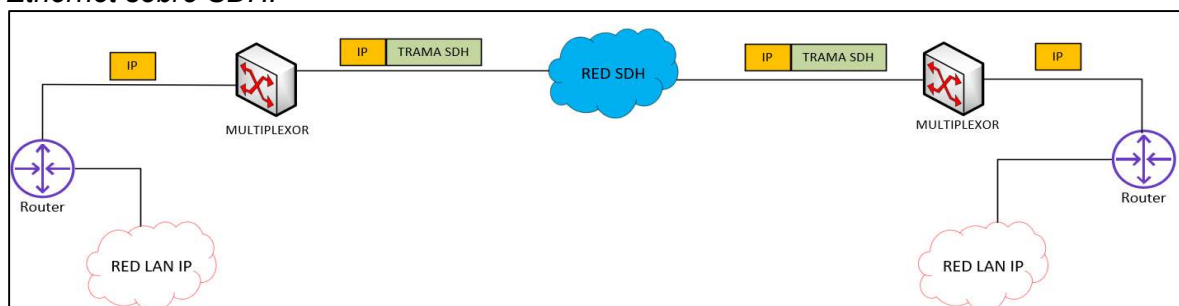 Ethernet sobre SDH.
IP
IP TRAMA SDH
RED SDH
IP TRAMA SDH
IP
MULTIPLEXOR
MULTIPLEXOR
Router
Router
RED LAN IP
RED LAN IP